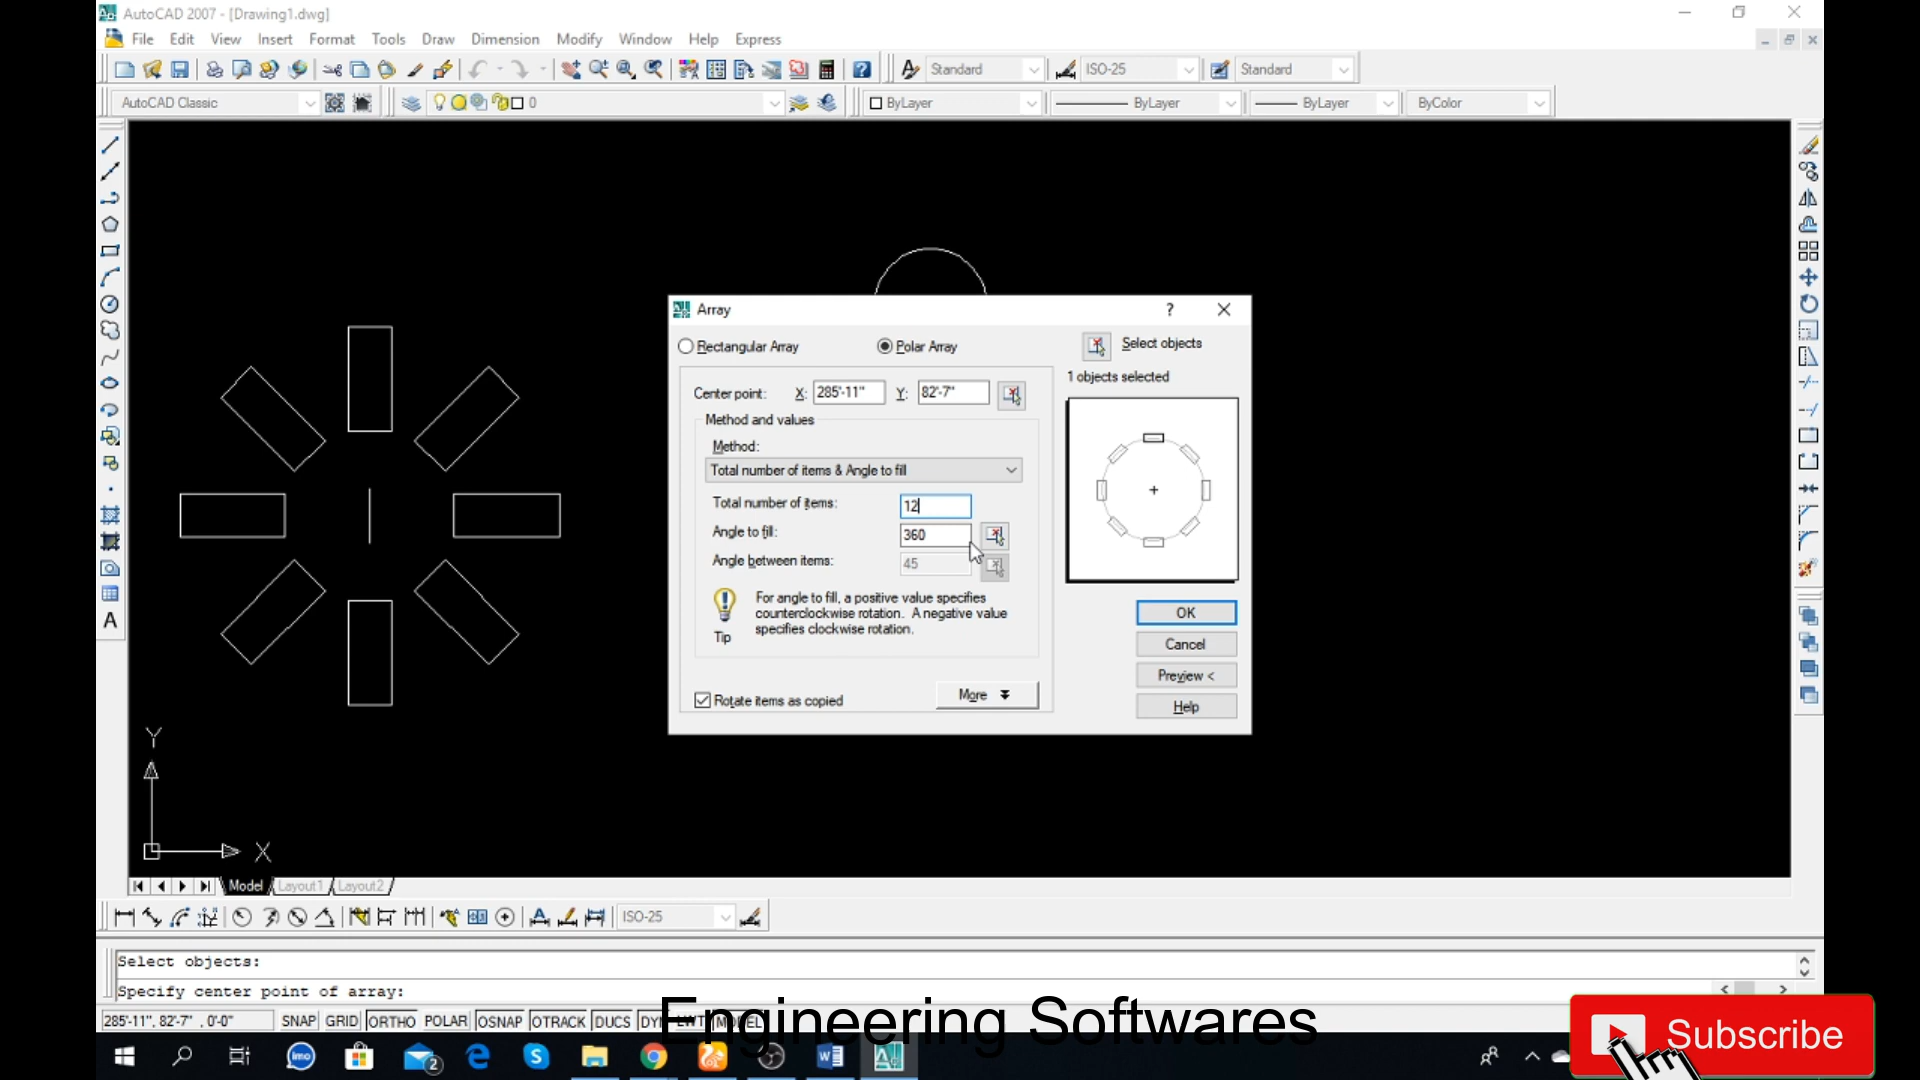 AutoCAD 2007 - [Drawing1.dwg]
File Edit View Insert Format Tools Draw Dimension Modify Window Help Express
Standard ISO-25 Standard
AutoCAD Classic 0 ByLayer ByLayer ByLayer ByColor
Array ?
Rectangular Array Polar Array Select objects
1 objects selected
Center point: X: 285'-11" Y: 82'-7"
Method and values
Method:
Total number of items & Angle to fill
Total number of items: 12
Angle to fill: 360
Angle between items: 45
For angle to fill, a positive value specifies
counterclockwise rotation. A negative value
specifies clockwise rotation.
Tip
OK
Cancel
Preview <
Help
Rotate items as copied More
A
Y
X
Model Layout1 Layout2
ISO-25
Select objects:
Specify center point of array:
285'-11", 82'-7" , 0'-0" SNAP GRID ORTHO POLAR OSNAP OTRACK DUCS DYN LWT MODEL
Engineering Softwares
Subscribe
imo
2